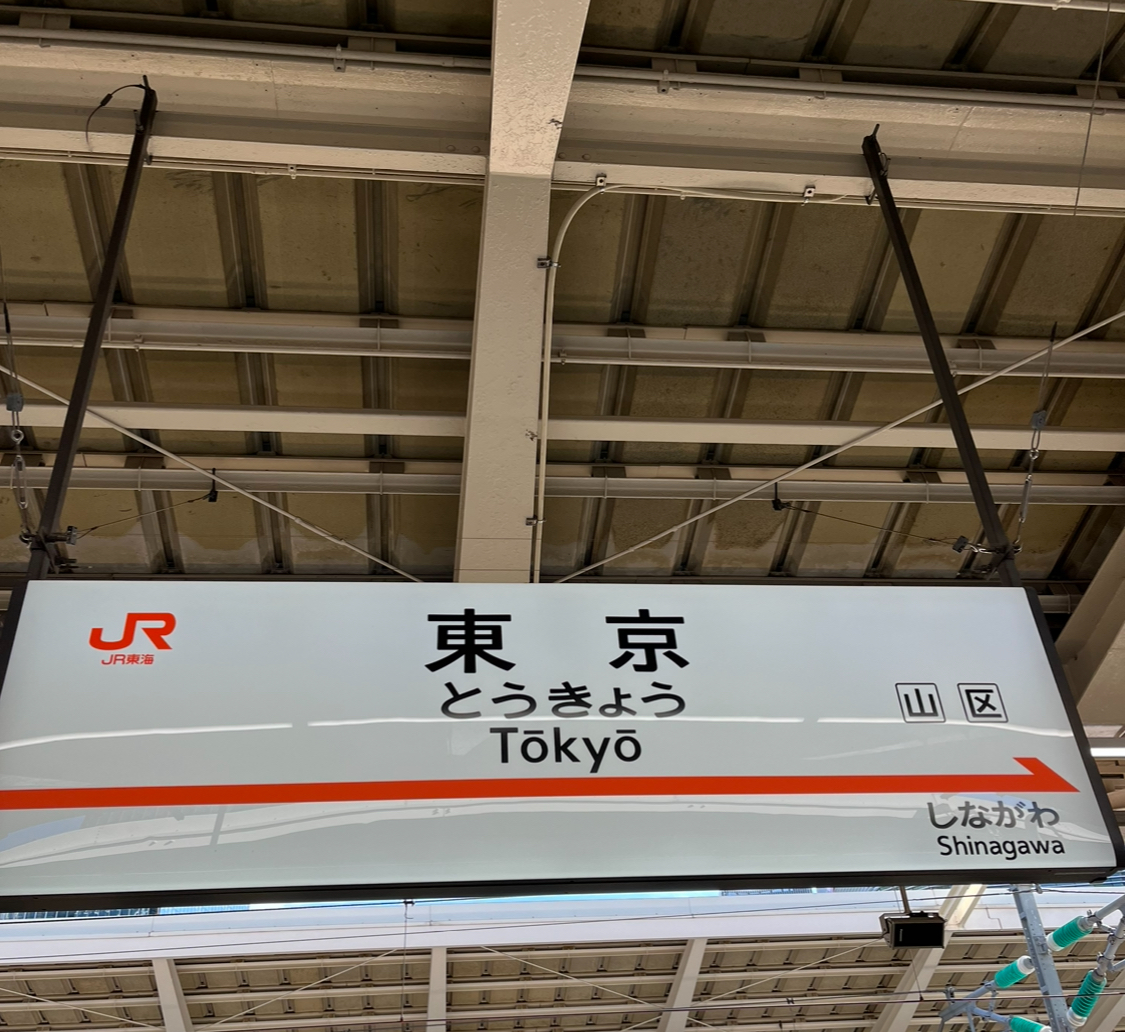 JR
JR東海
東京
とうきょう
Tōkyō
山 区
しながわ
Shinagawa